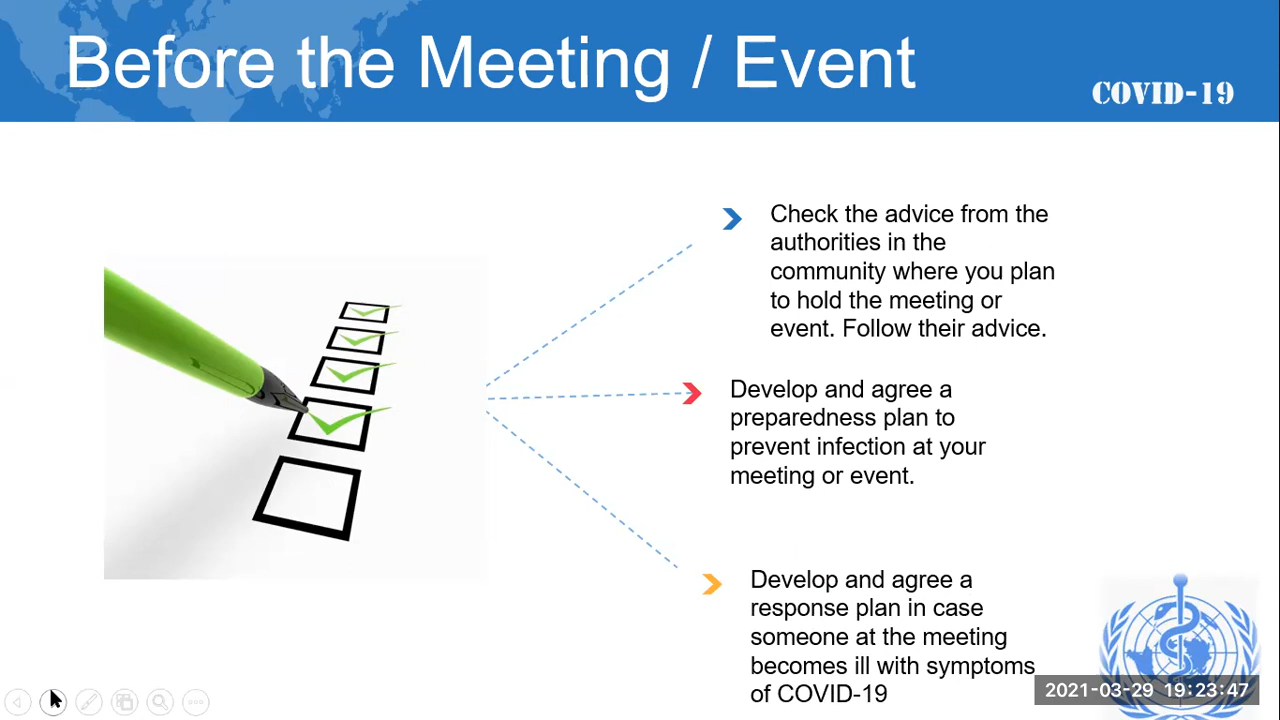 Before the Meeting / Event
COVID-19
Check the advice from the
authorities in the
community where you plan
to hold the meeting or
event. Follow their advice.
Develop and agree a
preparedness plan to
prevent infection at your
meeting or event.
Develop and agree a
response plan in case
someone at the meeting
becomes ill with symptoms
of COVID-19
2021-03-29 19:23:47